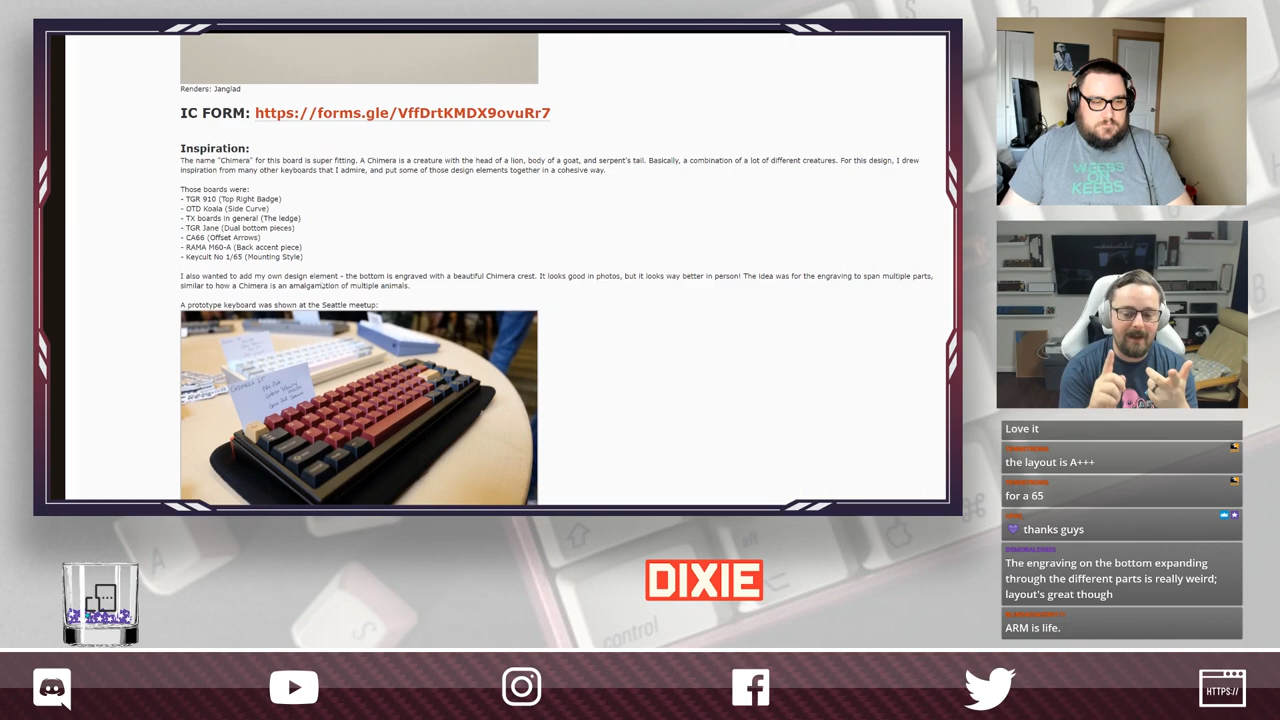 Renders: Janglad
IC FORM: https://forms.gle/VffDrtKMDX9ovuRr7
Inspiration:
The name "Chimera" for this board is super fitting. A Chimera is a creature with the head of a lion, body of a goat, and serpent's tail. Basically, a combination of a lot of different creatures. For this design, I drew
inspiration from many other keyboards that I admire, and put some of those design elements together in a cohesive way.
Those boards were:
- TGR 910 (Top Right Badge)
- OTD Koala (Side Curve)
- TX boards in general (The ledge)
- TGR Jane (Dual bottom pieces)
- CA66 (Offset Arrows)
- RAMA M60-A (Back accent piece)
- Keycult No 1/65 (Mounting Style)
I also wanted to add my own design element - the bottom is engraved with a beautiful Chimera crest. It looks good in photos, but it looks way better in person! The idea was for the engraving to span multiple parts,
similar to how a Chimera is an amalgamation of multiple animals.
A prototype keyboard was shown at the Seattle meetup:
WEEBS
ON
KEEBS
Love it
the layout is A+++
for a 65
💜 thanks guys
The engraving on the bottom expanding
through the different parts is really weird;
layout's great though
ARM is life.
DIXIE
control
alt
HTTPS://